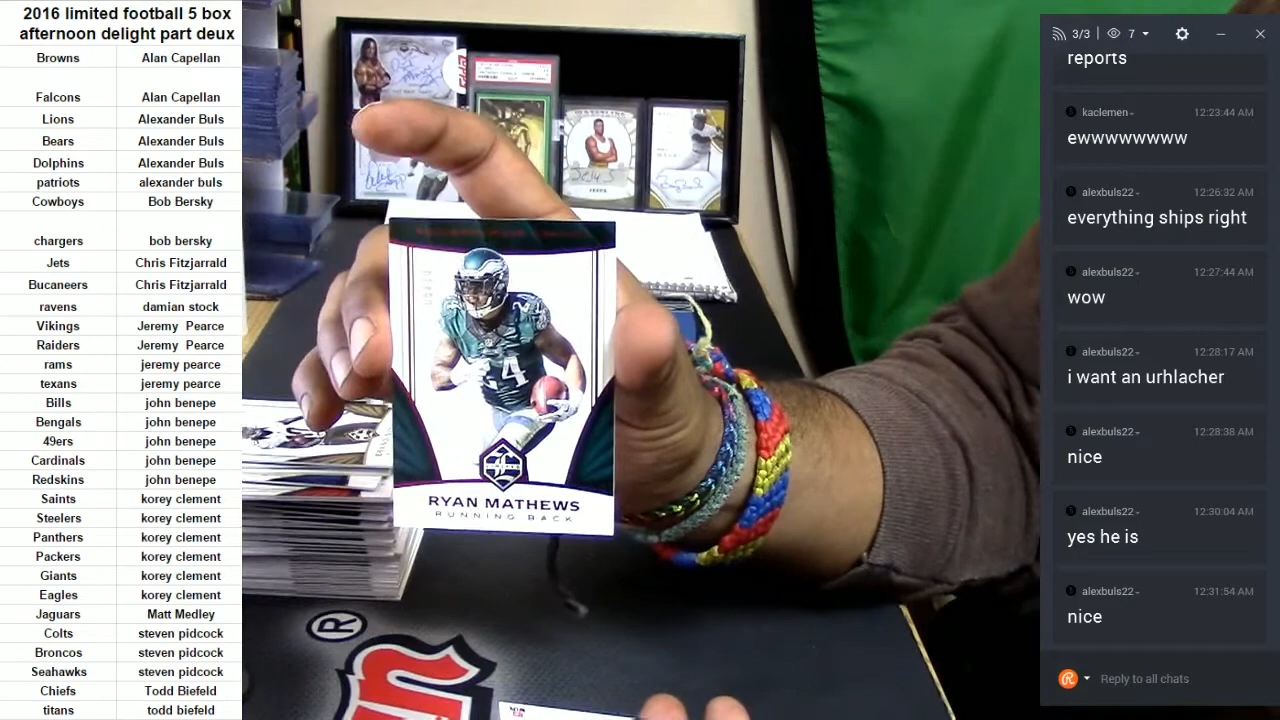 2016 limited football 5 box
afternoon delight part deux
Browns Alan Capellan
Falcons Alan Capellan
Lions Alexander Buls
Bears Alexander Buls
Dolphins Alexander Buls
patriots alexander buls
Cowboys Bob Bersky
chargers bob bersky
Jets Chris Fitzjarrald
Bucaneers Chris Fitzjarrald
ravens damian stock
Vikings Jeremy Pearce
Raiders Jeremy Pearce
rams jeremy pearce
texans jeremy pearce
Bills john benepe
Bengals john benepe
49ers john benepe
Cardinals john benepe
Redskins john benepe
Saints korey clement
Steelers korey clement
Panthers korey clement
Packers korey clement
Giants korey clement
Eagles korey clement
Jaguars Matt Medley
Colts steven pidcock
Broncos steven pidcock
Seahawks steven pidcock
Chiefs Todd Biefeld
titans todd biefeld
24
LIMITED
RYAN MATHEWS
RUNNING BACK
®
3/3 7
reports
kaclemen 12:23:44 AM
ewwwwwwww
alexbuls22 12:26:32 AM
everything ships right
alexbuls22 12:27:44 AM
wow
alexbuls22 12:28:17 AM
i want an urhlacher
alexbuls22 12:28:38 AM
nice
alexbuls22 12:30:04 AM
yes he is
alexbuls22 12:31:54 AM
nice
Reply to all chats